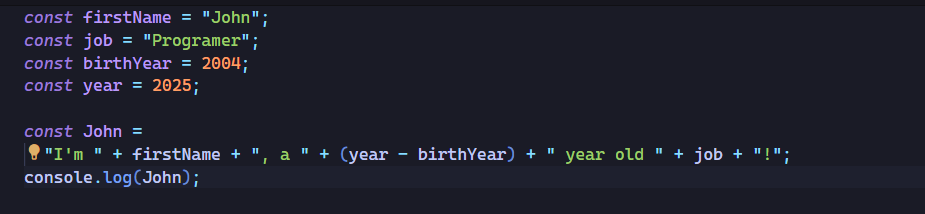 const firstName = "John";
const job = "Programer";
const birthYear = 2004;
const year = 2025;
const John =
"I'm " + firstName + ", a " + (year - birthYear) + " year old " + job + "!";
console.log(John);